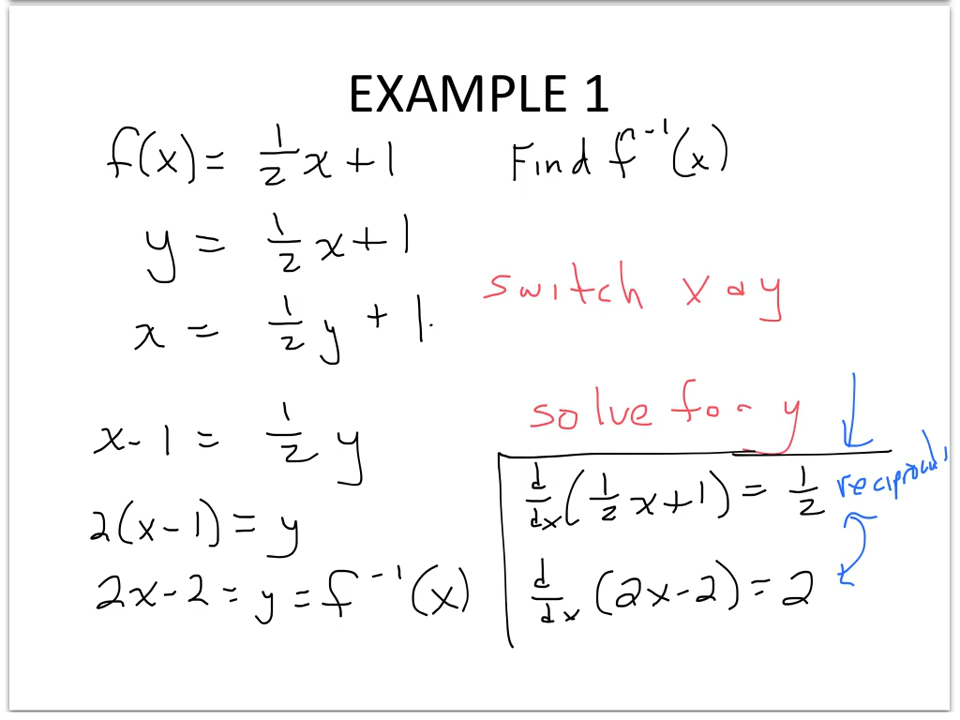 EXAMPLE 1
f(x) = 1/2 x + 1 Find f^-1(x)
y = 1/2 x + 1
switch x & y
x = 1/2 y + 1.
solve for y
x - 1 = 1/2 y
d/dx (1/2 x + 1) = 1/2 reciprocals
2(x - 1) = y
2x - 2 = y = f^-1(x) d/dx (2x - 2) = 2